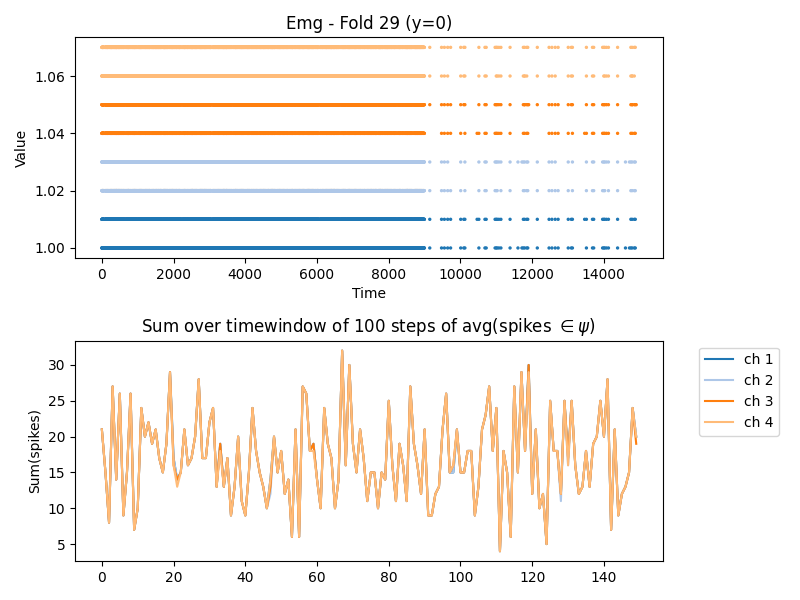 Emg - Fold 29 (y=0)
Value
1.06
1.04
1.02
1.00
0 2000 4000 6000 8000 10000 12000 14000
Time
Sum over timewindow of 100 steps of avg(spikes ∈ψ)
Sum(spikes)
30
25
20
15
10
5
0 20 40 60 80 100 120 140
ch 1
ch 2
ch 3
ch 4